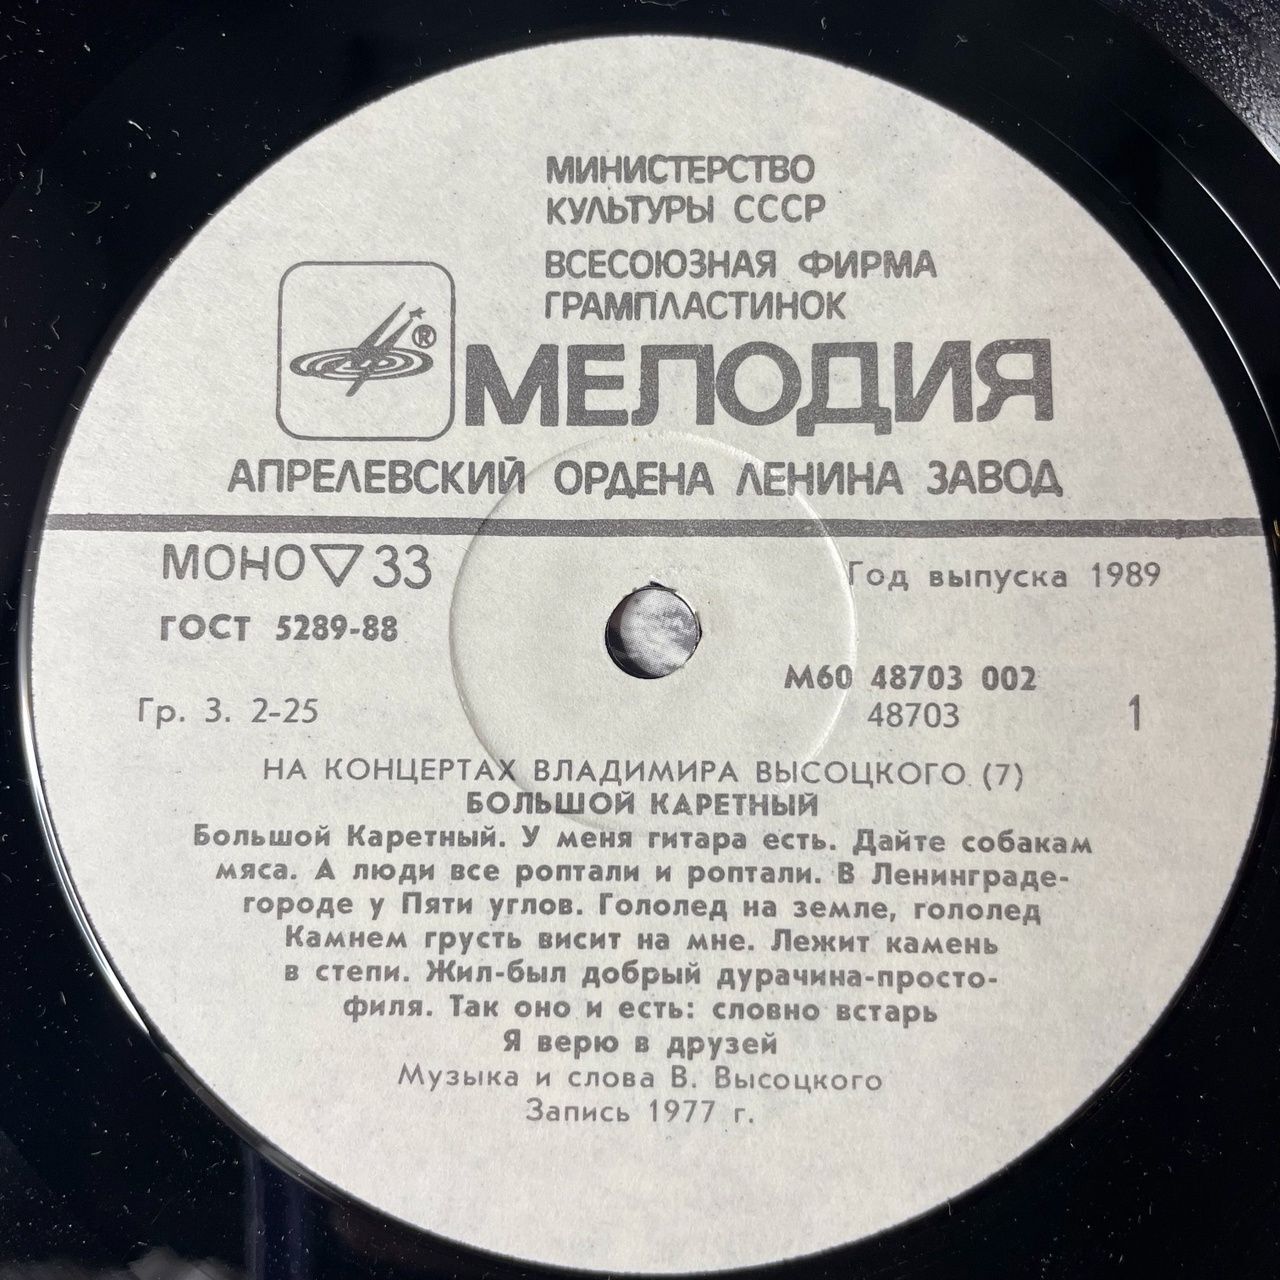 МИНИСТЕРСТВО
КУЛЬТУРЫ СССР
ВСЕСОЮЗНАЯ ФИРМА
ГРАМПЛАСТИНОК
®
МЕЛОДИЯ
АПРЕЛЕВСКИЙ ОРДЕНА ЛЕНИНА ЗАВОД
МОНО ▽ 33
Год выпуска 1989
ГОСТ 5289-88
М60 48703 002
Гр. 3. 2-25
48703
1
НА КОНЦЕРТАХ ВЛАДИМИРА ВЫСОЦКОГО (7)
БОЛЬШОЙ КАРЕТНЫЙ
Большой Каретный. У меня гитара есть. Дайте собакам
мяса. А люди все роптали и роптали. В Ленинграде-
городе у Пяти углов. Гололед на земле, гололед
Камнем грусть висит на мне. Лежит камень
в степи. Жил-был добрый дурачина-просто-
филя. Так оно и есть: словно встарь
Я верю в друзей
Музыка и слова В. Высоцкого
Запись 1977 г.